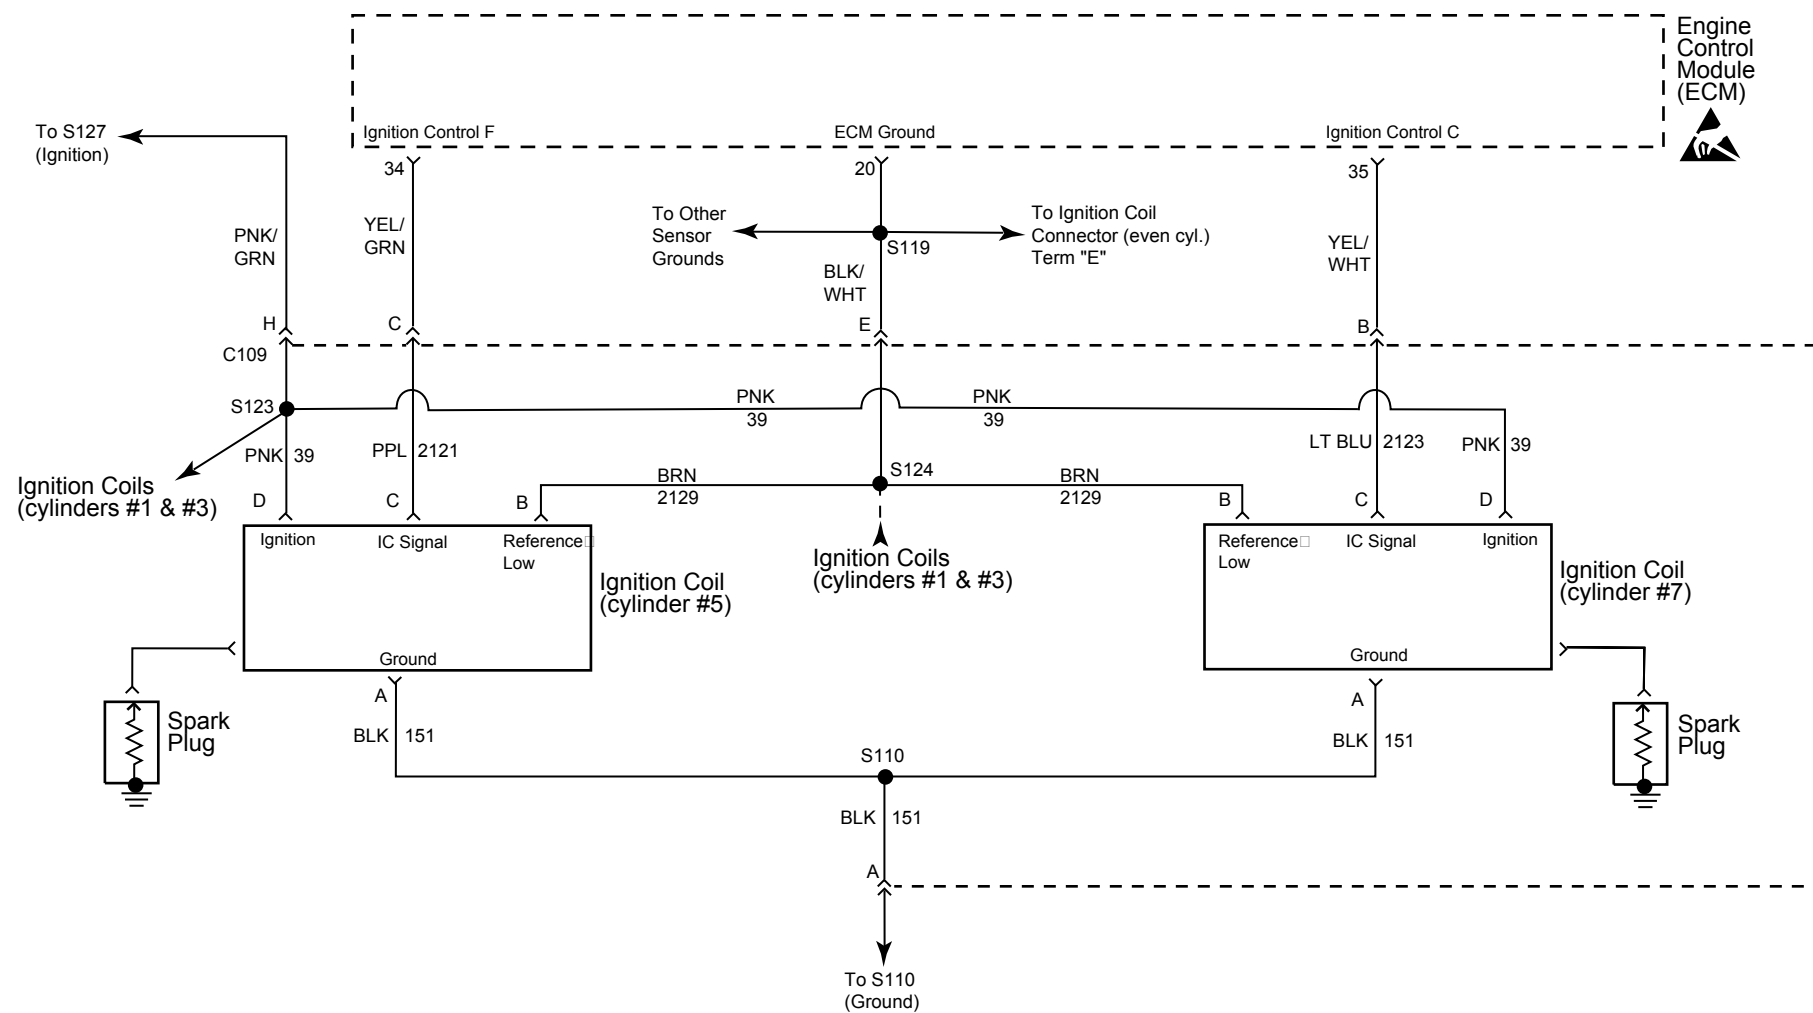 Engine
Control
Module
(ECM)
To S127
(Ignition)
Ignition Control F
ECM Ground
Ignition Control C
34
20
35
PNK/
GRN
YEL/
GRN
To Other
Sensor
Grounds
S119
To Ignition Coil
Connector (even cyl.)
Term "E"
BLK/
WHT
YEL/
WHT
H
C
E
B
C109
S123
PNK
39
PNK
39
PNK 39
PPL 2121
LT BLU 2123
PNK 39
Ignition Coils
(cylinders #1 & #3)
BRN
2129
S124
BRN
2129
D
C
B
B
C
D
Ignition
IC Signal
Reference
Low
Ignition Coils
(cylinders #1 & #3)
Reference
Low
IC Signal
Ignition
Ignition Coil
(cylinder #5)
Ignition Coil
(cylinder #7)
Ground
Ground
A
A
Spark
Plug
BLK 151
BLK 151
Spark
Plug
S110
BLK 151
A
To S110
(Ground)